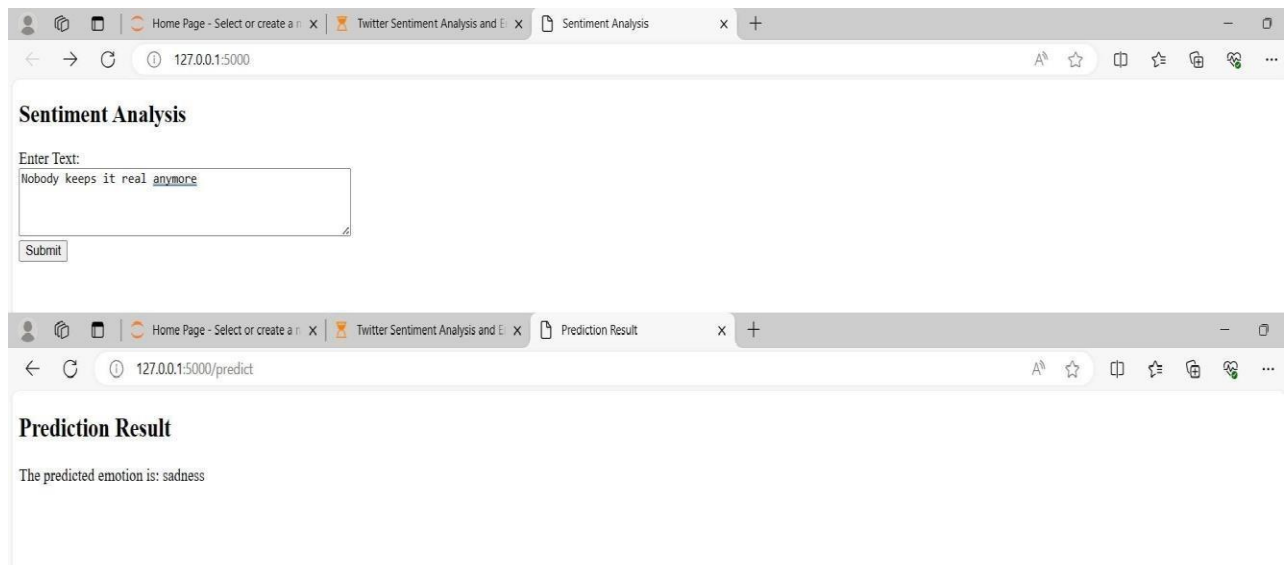 Home Page - Select or create a n
Twitter Sentiment Analysis and E
Sentiment Analysis
127.0.0.1:5000
Sentiment Analysis
Enter Text:
Nobody keeps it real anymore
Submit
Home Page - Select or create a n
Twitter Sentiment Analysis and E
Prediction Result
127.0.0.1:5000/predict
Prediction Result
The predicted emotion is: sadness